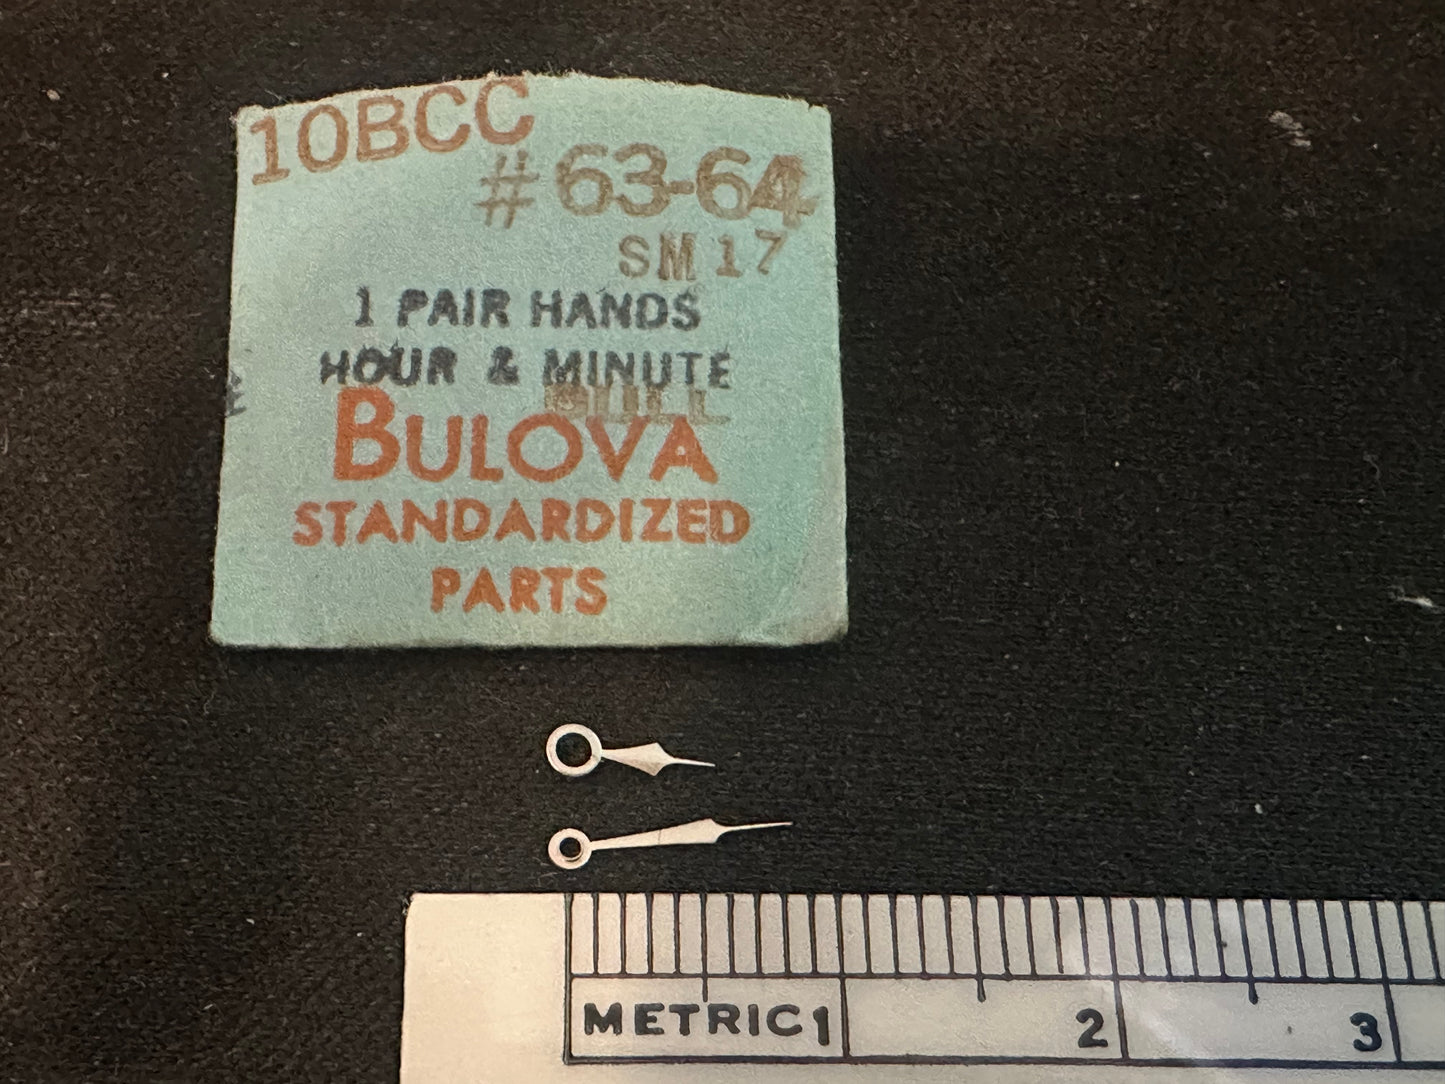 10BCC
#63-64
SM 17
1 PAIR HANDS
HOUR & MINUTE
BULOVA
STANDARDIZED
PARTS
METRIC 1 2 3